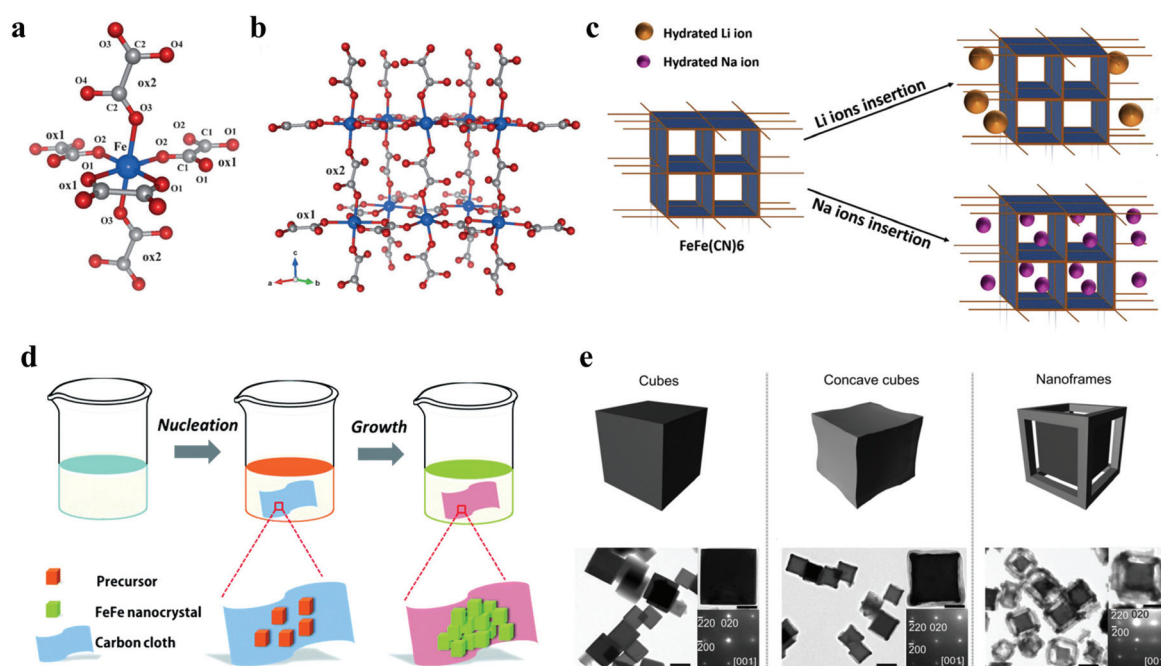 a
O3
C2
O4
O4
ox2
C2
O3
Fe
ox1
O2
O2
C1
O1
O2
C1
ox1
O1
O1
ox1
O1
O3
ox2
b
ox2
ox1
c
a
b
c
Hydrated Li ion
Hydrated Na ion
Li ions insertion
Na ions insertion
FeFe(CN)6
d
Nucleation
Growth
Precursor
FeFe nanocrystal
Carbon cloth
e
Cubes
Concave cubes
Nanoframes
2̄20 020
2̄00
[001]
2̄20 020
2̄00
[001]
2̄20 020
2̄00
[00